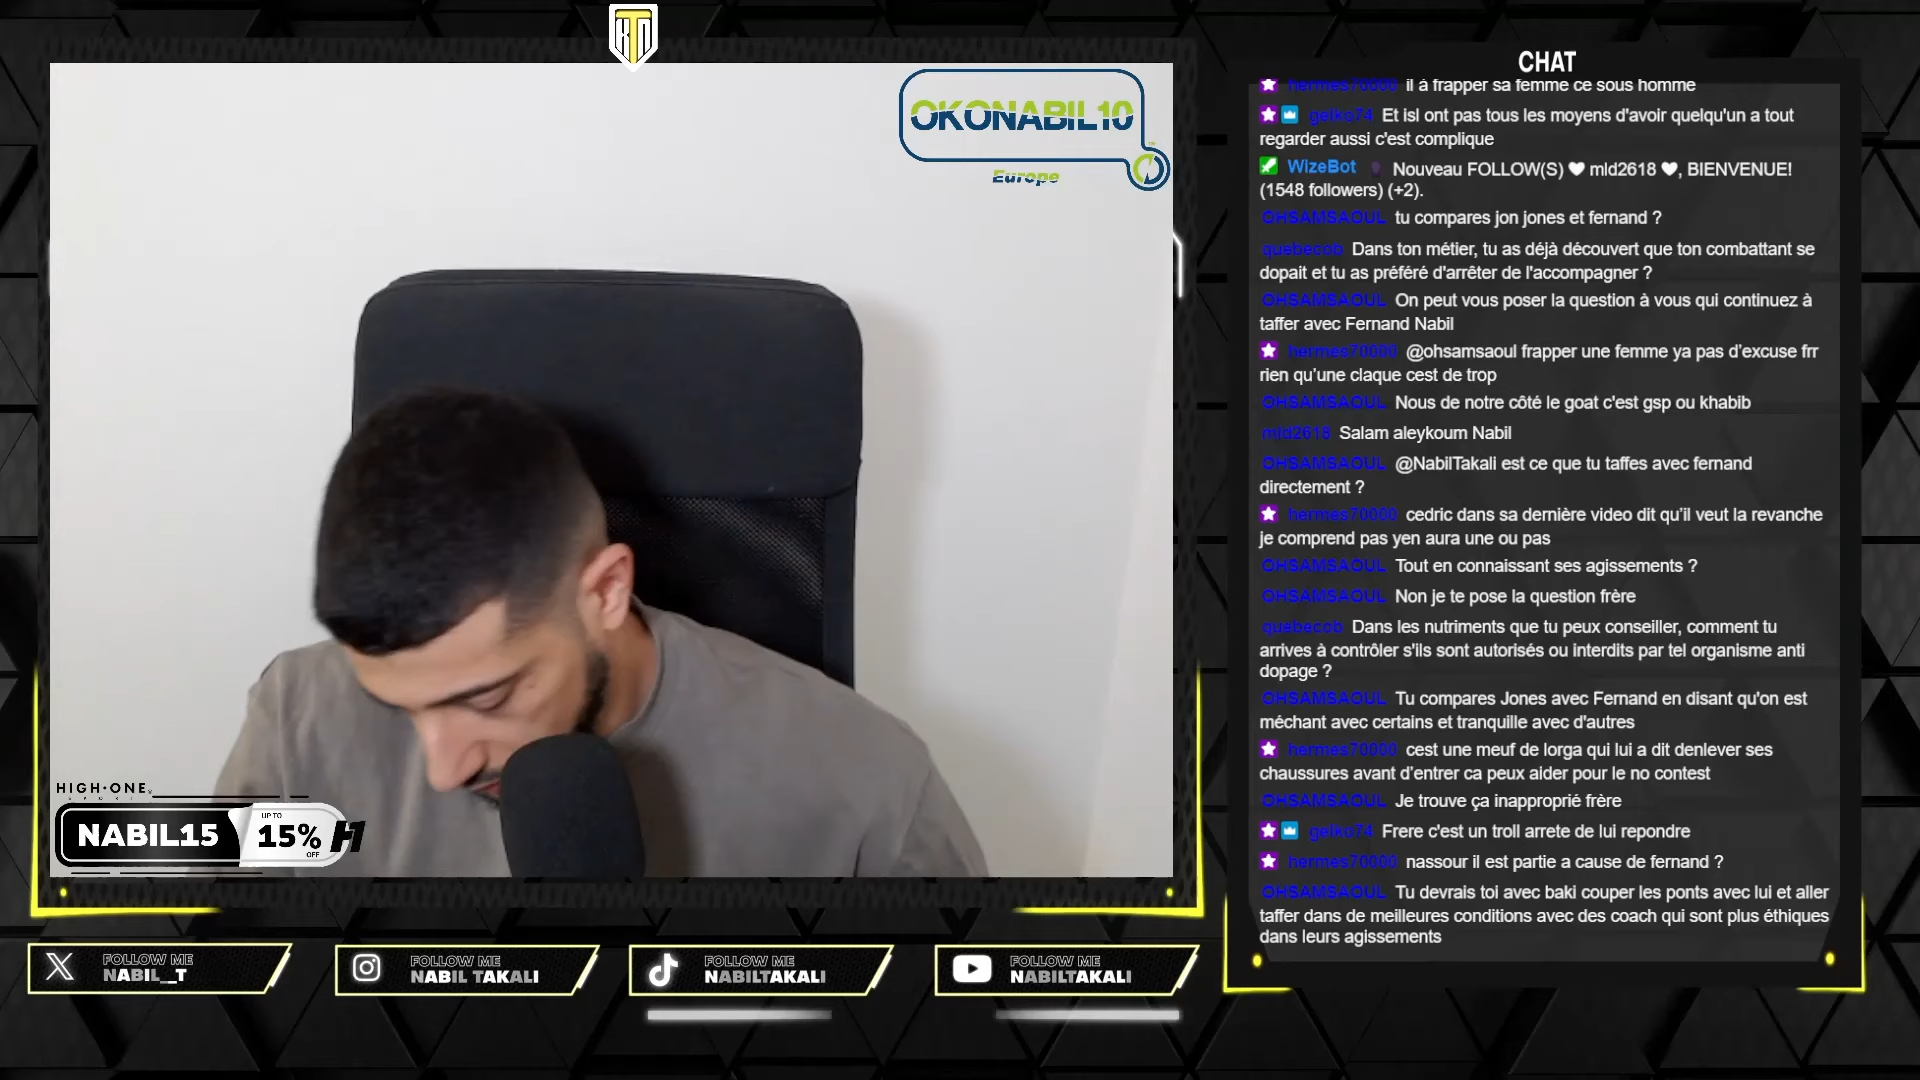 OKONABIL10
Europe
HIGH·ONE
SPORT
NABIL15
UP TO
15%
OFF
H1
FOLLOW ME
NABIL__T
FOLLOW ME
NABIL TAKALI
FOLLOW ME
NABILTAKALI
FOLLOW ME
NABILTAKALI
CHAT
hermes70000 il à frapper sa femme ce sous homme
gelko74 Et isl ont pas tous les moyens d'avoir quelqu'un a tout
regarder aussi c'est complique
WizeBot Nouveau FOLLOW(S) ♥ mld2618 ♥, BIENVENUE!
(1548 followers) (+2).
OHSAMSAOUL tu compares jon jones et fernand ?
quebecob Dans ton métier, tu as déjà découvert que ton combattant se
dopait et tu as préféré d'arrêter de l'accompagner ?
OHSAMSAOUL On peut vous poser la question à vous qui continuez à
taffer avec Fernand Nabil
hermes70000 @ohsamsaoul frapper une femme ya pas d’excuse frr
rien qu’une claque cest de trop
OHSAMSAOUL Nous de notre côté le goat c'est gsp ou khabib
mld2618 Salam aleykoum Nabil
OHSAMSAOUL @NabilTakali est ce que tu taffes avec fernand
directement ?
hermes70000 cedric dans sa dernière video dit qu’il veut la revanche
je comprend pas yen aura une ou pas
OHSAMSAOUL Tout en connaissant ses agissements ?
OHSAMSAOUL Non je te pose la question frère
quebecob Dans les nutriments que tu peux conseiller, comment tu
arrives à contrôler s'ils sont autorisés ou interdits par tel organisme anti
dopage ?
OHSAMSAOUL Tu compares Jones avec Fernand en disant qu'on est
méchant avec certains et tranquille avec d'autres
hermes70000 cest une meuf de lorga qui lui a dit denlever ses
chaussures avant d’entrer ca peux aider pour le no contest
OHSAMSAOUL Je trouve ça inapproprié frère
gelko74 Frere c'est un troll arrete de lui repondre
hermes70000 nassour il est partie a cause de fernand ?
OHSAMSAOUL Tu devrais toi avec baki couper les ponts avec lui et aller
taffer dans de meilleures conditions avec des coach qui sont plus éthiques
dans leurs agissements